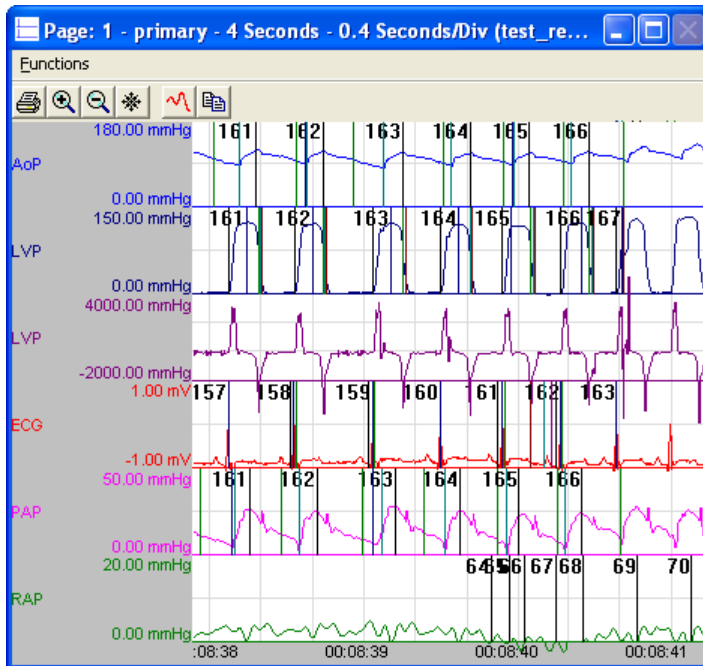 Page: 1 - primary - 4 Seconds - 0.4 Seconds/Div (test_re...
Functions
180.00 mmHg 161 162 163 164 165 166
AoP
0.00 mmHg
150.00 mmHg 161 162 163 164 165 166 167
LVP
0.00 mmHg
4000.00 mmHg
LVP
-2000.00 mmHg
1.00 mV 157 158 159 160 161 162 163
ECG
-1.00 mV
50.00 mmHg 161 162 163 164 165 166
PAP
0.00 mmHg
20.00 mmHg 64 65 66 67 68 69 70
RAP
0.00 mmHg
:08:38 00:08:39 00:08:40 00:08:41